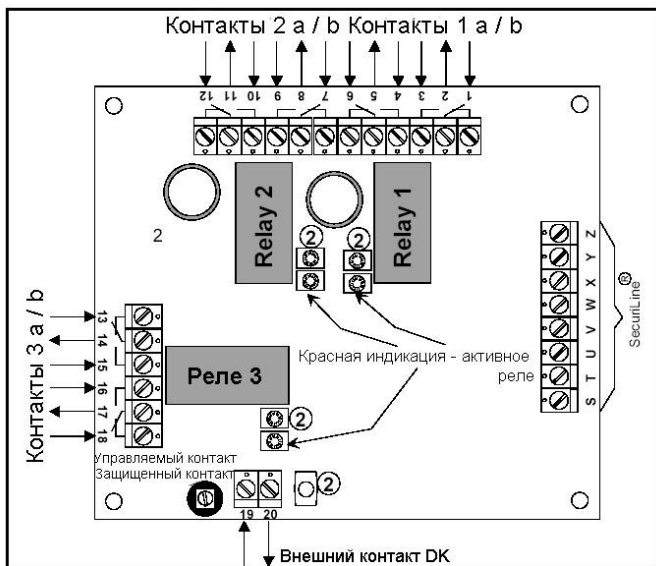 Контакты 2 a / b Контакты 1 a / b
12 11 10 9 8 7 6 5 4 3 2 1
Relay 2
Relay 1
2
2
2
Z
Y
X
W
V
U
T
S
SecuriLine ®
Контакты 3 a / b
13
14
15
16
17
18
Красная индикация - активное
реле
Реле 3
2
Управляемый контакт
Защищенный контакт
2
19 20
Внешний контакт DK